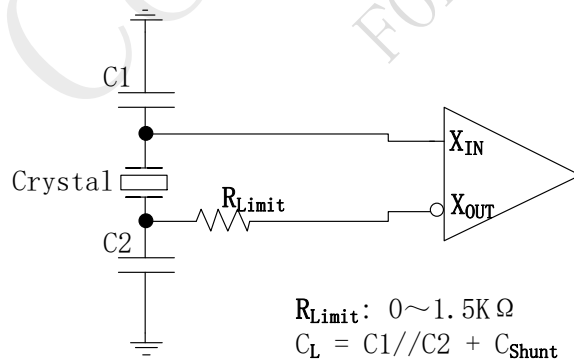 C1
X_IN
Crystal
R_Limit
X_OUT
C2
R_Limit: 0～1.5KΩ
C_L = C1//C2 + C_Shunt